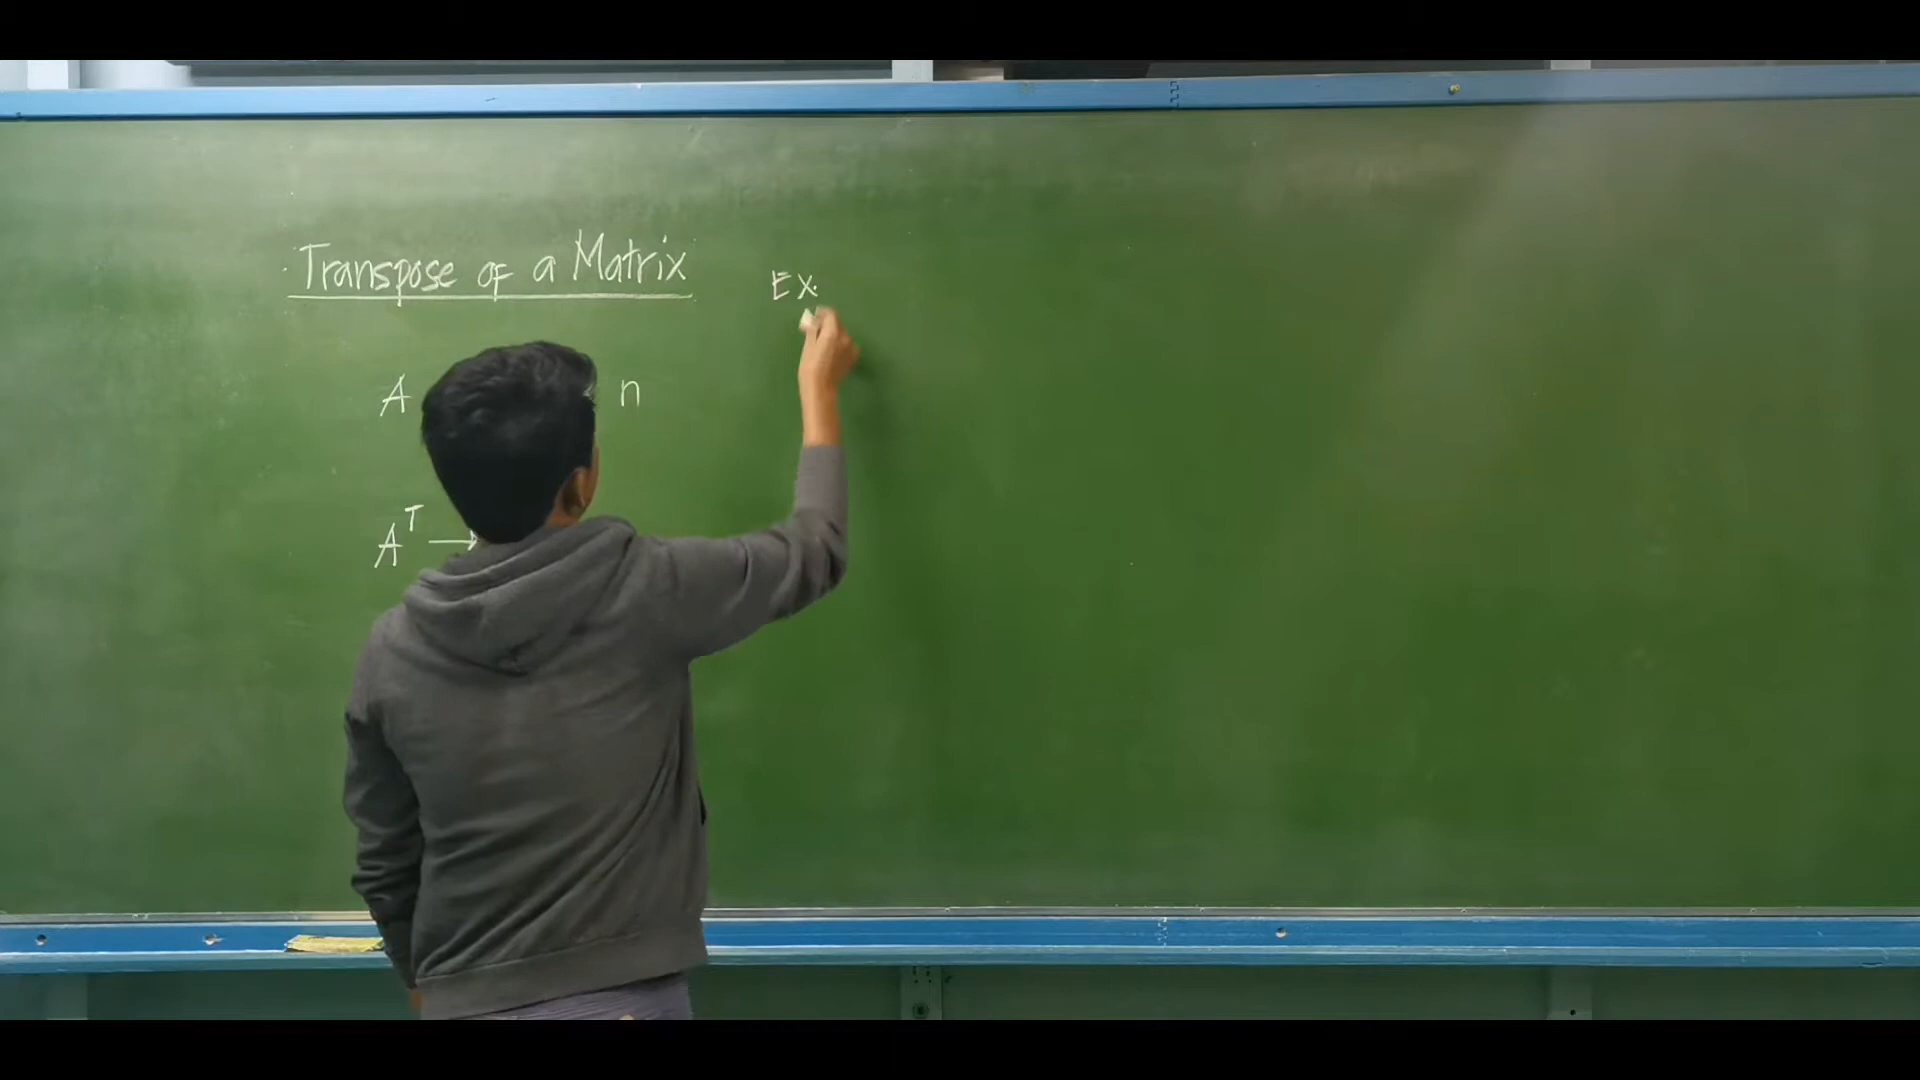 Transpose of a Matrix
Ex.
A n
A^T →